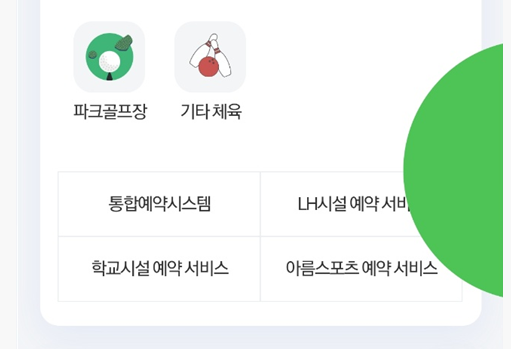 파크골프장 기타 체육
통합예약시스템 LH시설 예약
학교시설 예약 서비스 아름스포츠 예약 서비스